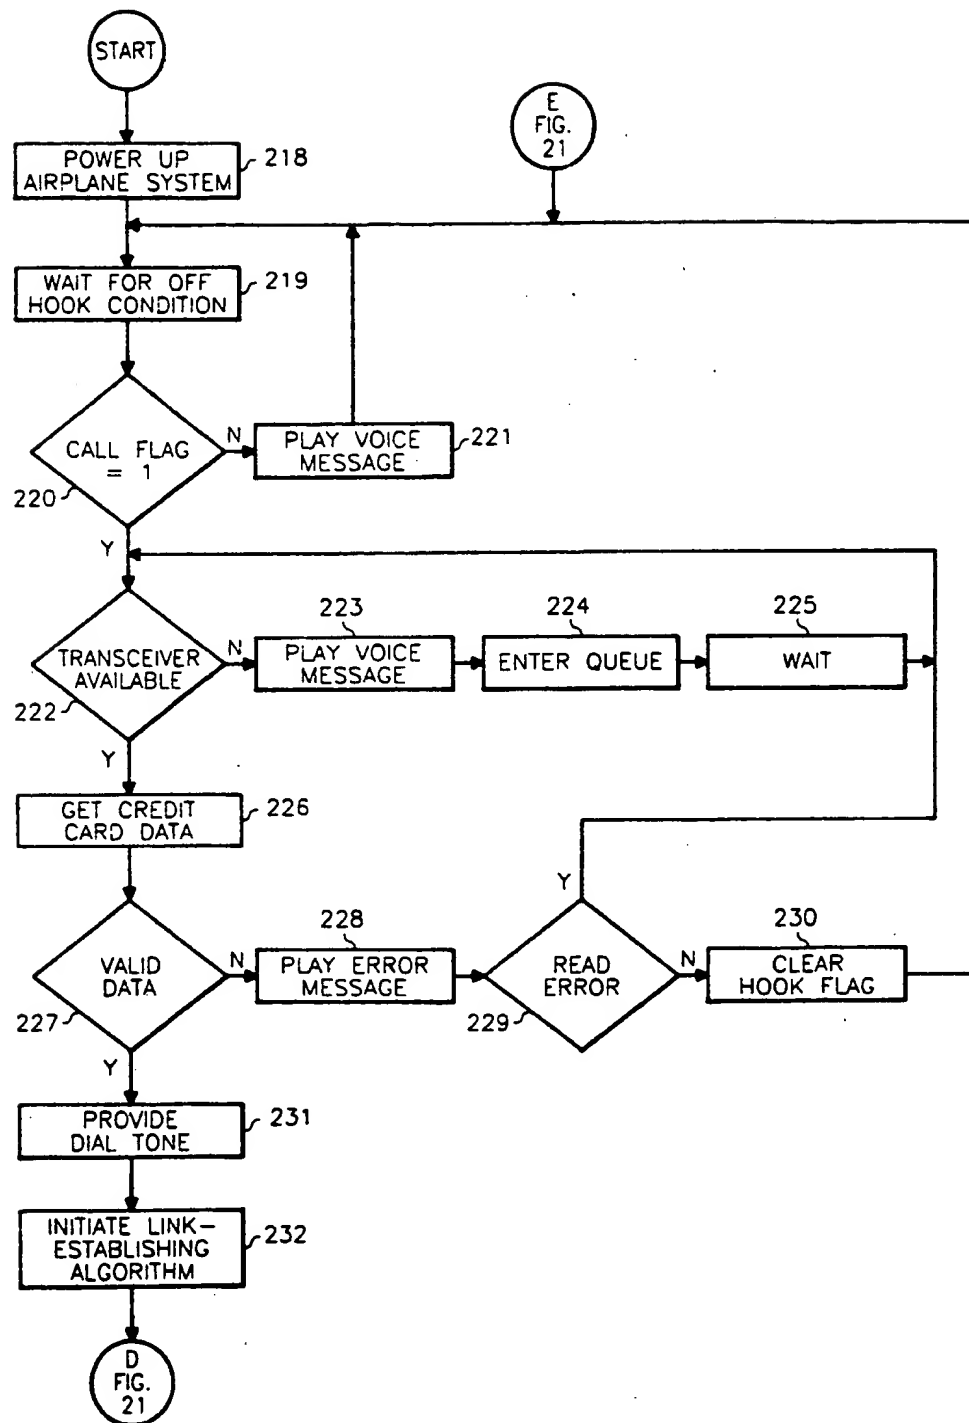 START
E
FIG.
21
POWER UP
AIRPLANE SYSTEM
218
WAIT FOR OFF
HOOK CONDITION
219
CALL FLAG
= 1
220
N
PLAY VOICE
MESSAGE
221
Y
TRANSCEIVER
AVAILABLE
222
N
223
PLAY VOICE
MESSAGE
224
ENTER QUEUE
225
WAIT
Y
GET CREDIT
CARD DATA
226
VALID
DATA
227
N
228
PLAY ERROR
MESSAGE
Y
READ
ERROR
229
N
230
CLEAR
HOOK FLAG
Y
PROVIDE
DIAL TONE
231
INITIATE LINK-
ESTABLISHING
ALGORITHM
232
D
FIG.
21